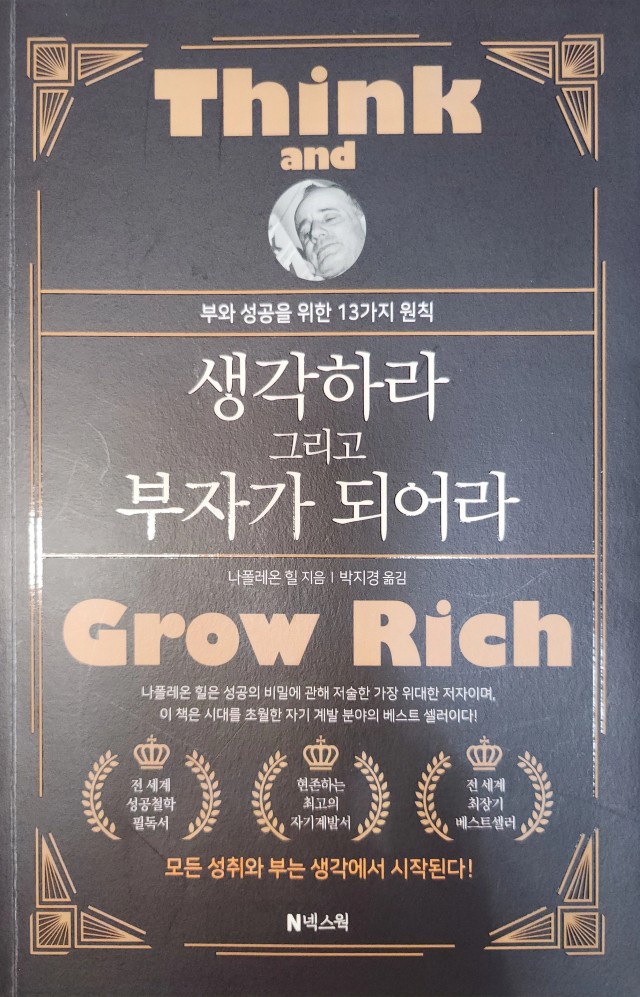 Think
and
부와 성공을 위한 13가지 원칙
생각하라
그리고
부자가 되어라
나폴레온 힐 지음 | 박지경 옮김
Grow Rich
나폴레온 힐은 성공의 비밀에 관해 저술한 가장 위대한 저자이며,
이 책은 시대를 초월한 자기 계발 분야의 베스트 셀러이다!
전 세계
성공철학
필독서
현존하는
최고의
자기계발서
전 세계
최장기
베스트셀러
모든 성취와 부는 생각에서 시작된다!
N넥스웍